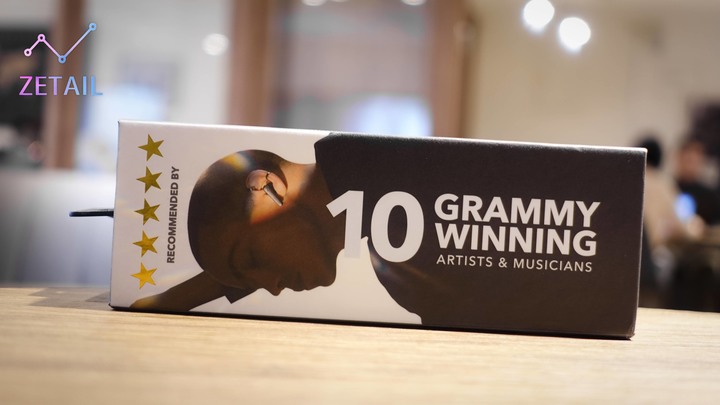 ZETAIL
RECOMMENDED BY
10
GRAMMY
WINNING
ARTISTS & MUSICIANS